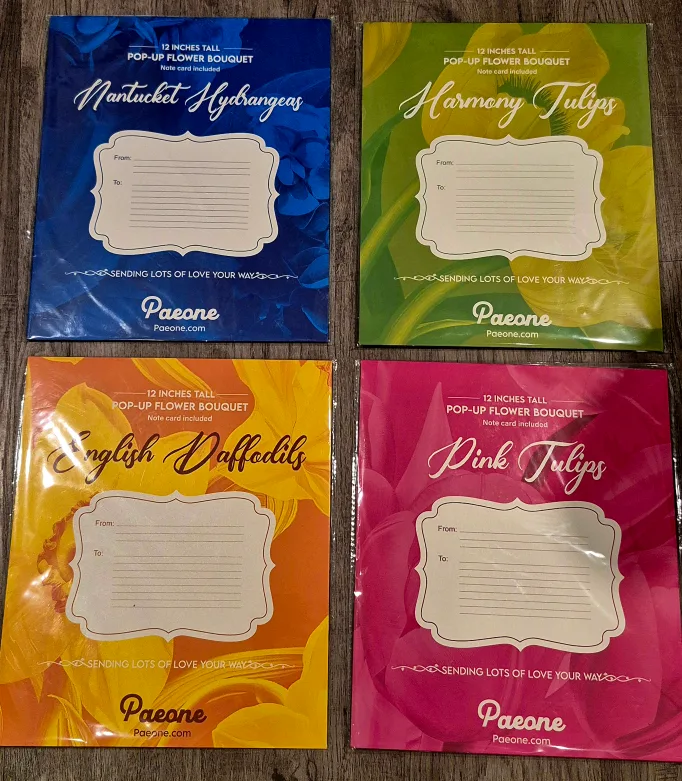 12 INCHES TALL
POP-UP FLOWER BOUQUET
Note card included
Nantucket Hydrangeas
From:
To:
SENDING LOTS OF LOVE YOUR WAY
Paeone
Paeone.com
12 INCHES TALL
POP-UP FLOWER BOUQUET
Note card included
Harmony Tulips
From:
To:
SENDING LOTS OF LOVE YOUR WAY
Paeone
Paeone.com
12 INCHES TALL
POP-UP FLOWER BOUQUET
Note card included
English Daffodils
From:
To:
SENDING LOTS OF LOVE YOUR WAY
Paeone
Paeone.com
12 INCHES TALL
POP-UP FLOWER BOUQUET
Note card included
Pink Tulips
From:
To:
SENDING LOTS OF LOVE YOUR WAY
Paeone
Paeone.com